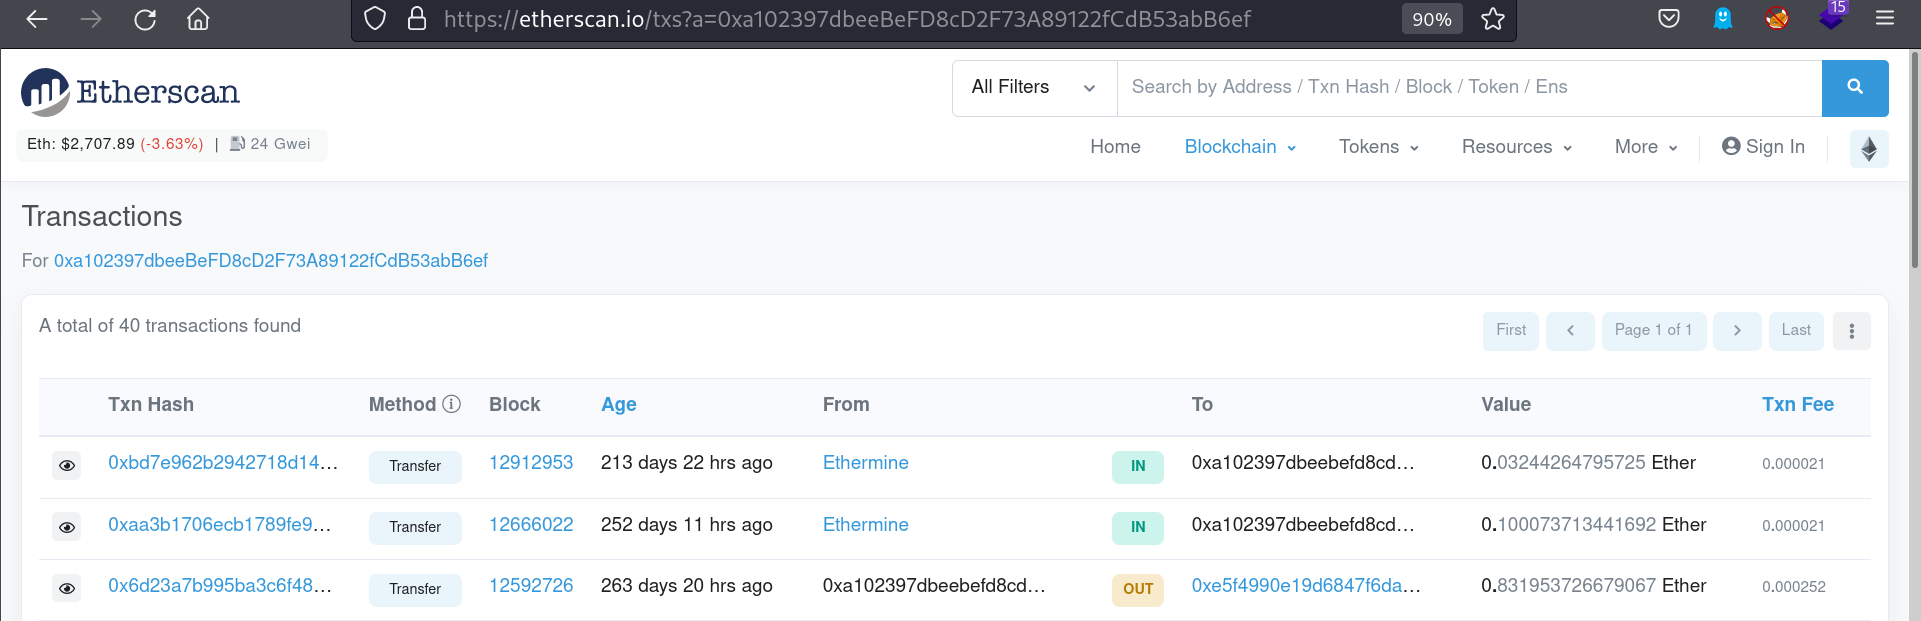 https://etherscan.io/txs?a=0xa102397dbeeBeFD8cD2F73A89122fCdB53abB6ef 90% 15
Etherscan
All Filters Search by Address / Txn Hash / Block / Token / Ens
Eth: $2,707.89 (-3.63%) | 24 Gwei
Home Blockchain Tokens Resources More Sign In
Transactions
For 0xa102397dbeeBeFD8cD2F73A89122fCdB53abB6ef
A total of 40 transactions found First Page 1 of 1 Last
Txn Hash Method Block Age From To Value Txn Fee
0xbd7e962b2942718d14... Transfer 12912953 213 days 22 hrs ago Ethermine IN 0xa102397dbeebefd8cd... 0.03244264795725 Ether 0.000021
0xaa3b1706ecb1789fe9... Transfer 12666022 252 days 11 hrs ago Ethermine IN 0xa102397dbeebefd8cd... 0.100073713441692 Ether 0.000021
0x6d23a7b995ba3c6f48... Transfer 12592726 263 days 20 hrs ago 0xa102397dbeebefd8cd... OUT 0xe5f4990e19d6847f6da... 0.831953726679067 Ether 0.000252